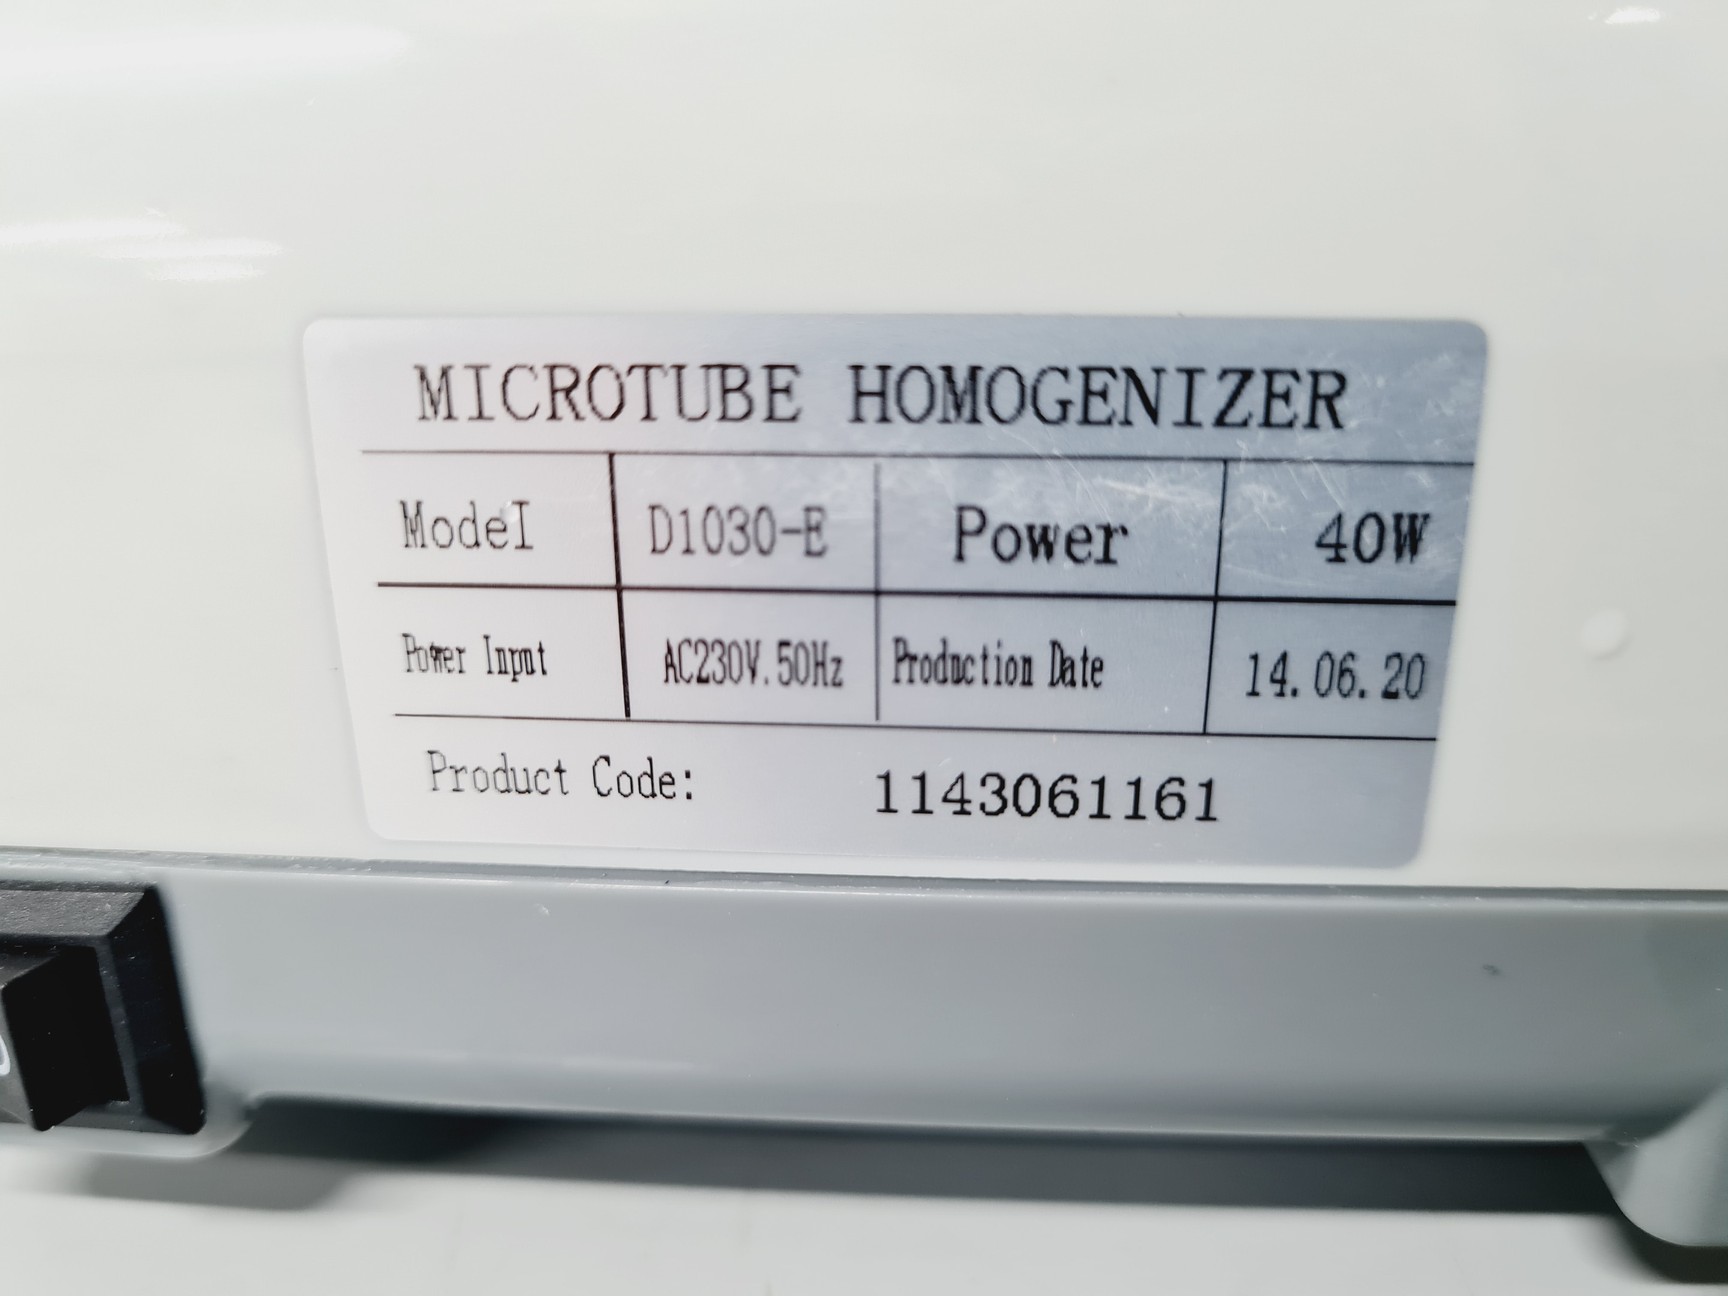 MICROTUBE HOMOGENIZER
Model D1030-E Power 40W
Power Input AC230V.50Hz Production Date 14.06.20
Product Code: 1143061161